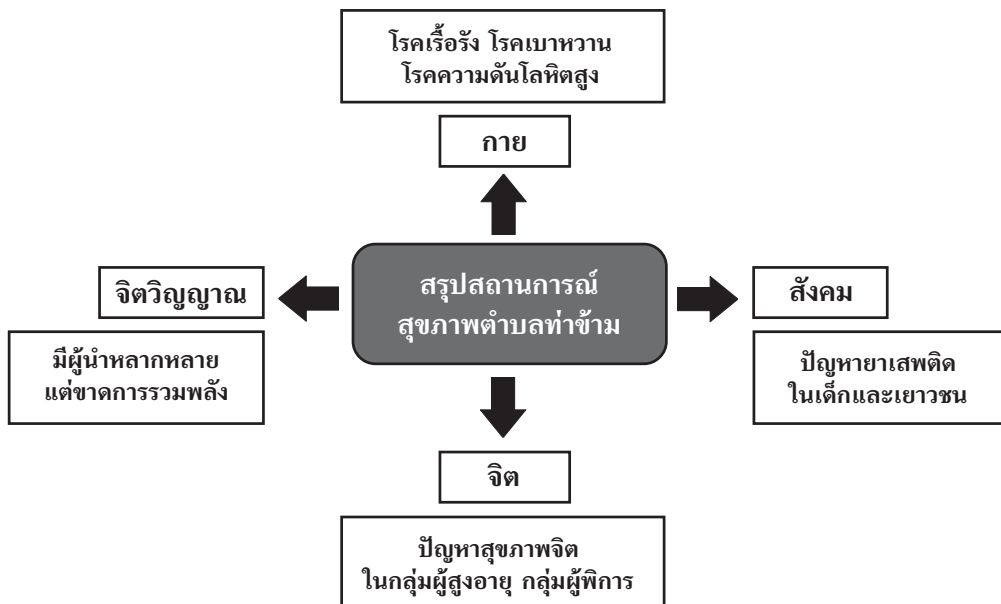 โรคเรื้อรัง โรคเบาหวาน
โรคความดันโลหิตสูง
กาย
สรุปสถานการณ์
สุขภาพตำบลท่าข้าม
จิตวิญญาณ
มีผู้นำหลากหลาย
แต่ขาดการรวมพลัง
สังคม
ปัญหายาเสพติด
ในเด็กและเยาวชน
จิต
ปัญหาสุขภาพจิต
ในกลุ่มผู้สูงอายุ กลุ่มผู้พิการ